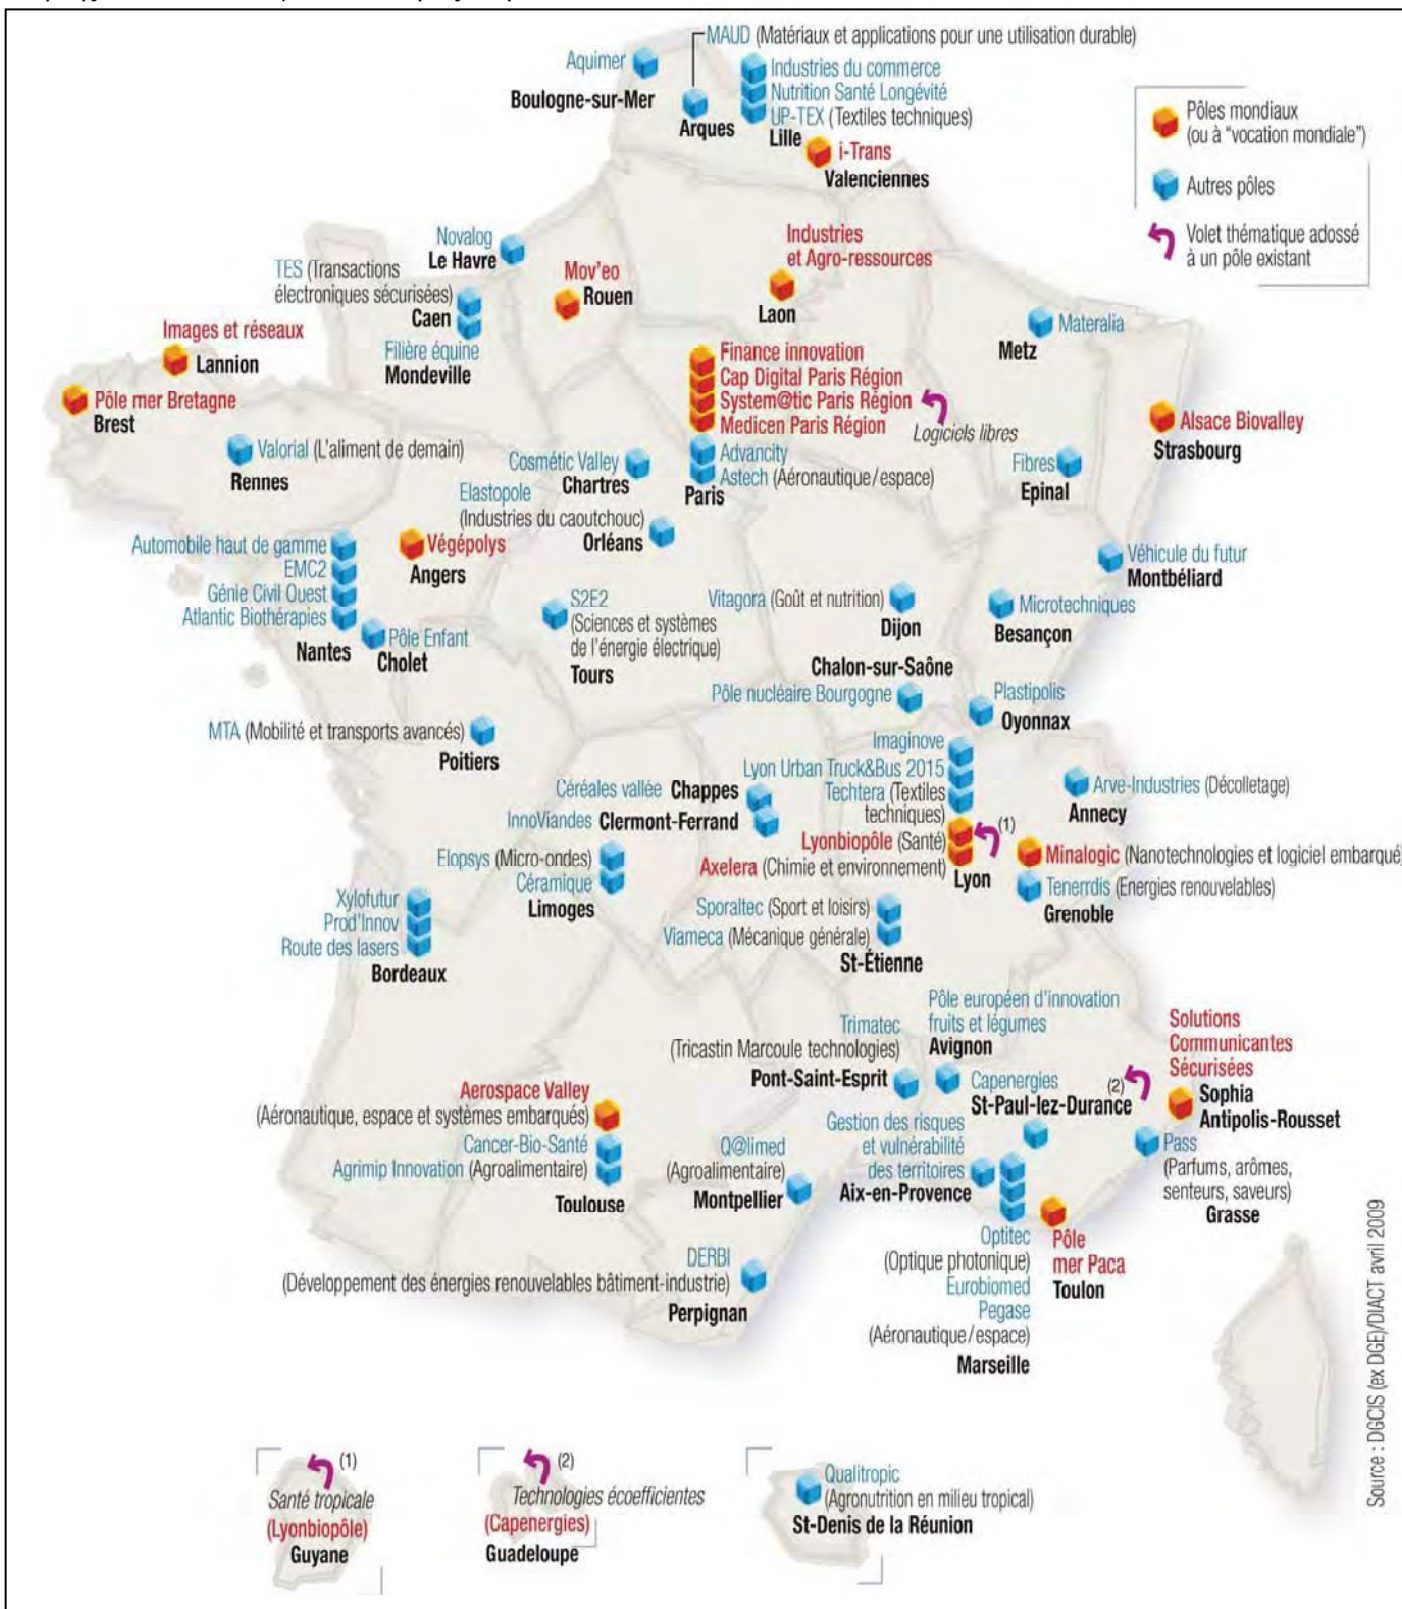 MAUD (Matériaux et applications pour une utilisation durable)
Aquimer
Boulogne-sur-Mer
Arques
Industries du commerce
Nutrition Santé Longévité
UP-TEX (Textiles techniques)
Lille
i-Trans
Valenciennes
Pôles mondiaux
(ou à “vocation mondiale”)
Autres pôles
Volet thématique adossé
à un pôle existant
Novalog
Le Havre
TES (Transactions
électroniques sécurisées)
Caen
Filière équine
Mondeville
Mov'eo
Rouen
Industries
et Agro-ressources
Laon
Materalia
Metz
Images et réseaux
Lannion
Pôle mer Bretagne
Brest
Finance innovation
Cap Digital Paris Région
System@tic Paris Région
Medicen Paris Région
Logiciels libres
Advancity
Astech (Aéronautique/espace)
Paris
Alsace Biovalley
Strasbourg
Valorial (L'aliment de demain)
Rennes
Cosmétic Valley
Chartres
Elastopole
(Industries du caoutchouc)
Orléans
Fibres
Epinal
Automobile haut de gamme
EMC2
Génie Civil Ouest
Atlantic Biothérapies
Nantes
Végépolys
Angers
Pôle Enfant
Cholet
S2E2
(Sciences et systèmes
de l'énergie électrique)
Tours
Vitagora (Goût et nutrition)
Dijon
Véhicule du futur
Montbéliard
Microtechniques
Besançon
Chalon-sur-Saône
Pôle nucléaire Bourgogne
Plastipolis
Oyonnax
MTA (Mobilité et transports avancés)
Poitiers
Imaginove
Lyon Urban Truck&Bus 2015
Techtera (Textiles
techniques)
Lyonbiopôle (Santé)
(1)
Axelera (Chimie et environnement)
Lyon
Céréales vallée Chappes
InnoViandes Clermont-Ferrand
Arve-Industries (Décolletage)
Annecy
Minalogic (Nanotechnologies et logiciel embarqué)
Tenerrdis (Energies renouvelables)
Grenoble
Elopsys (Micro-ondes)
Céramique
Limoges
Xylofutur
Prod'Innov
Route des lasers
Bordeaux
Sporaltec (Sport et loisirs)
Viameca (Mécanique générale)
St-Étienne
Trimatec
(Tricastin Marcoule technologies)
Pont-Saint-Esprit
Pôle européen d'innovation
fruits et légumes
Avignon
Capenergies
(2)
St-Paul-lez-Durance
Solutions
Communicantes
Sécurisées
Sophia
Antipolis-Rousset
Aerospace Valley
(Aéronautique, espace et systèmes embarqués)
Cancer-Bio-Santé
Agrimip Innovation (Agroalimentaire)
Toulouse
Q@limed
(Agroalimentaire)
Montpellier
Gestion des risques
et vulnérabilité
des territoires
Aix-en-Provence
Pass
(Parfums, arômes,
senteurs, saveurs)
Grasse
DERBI
(Développement des énergies renouvelables bâtiment-industrie)
Perpignan
Optitec
(Optique photonique)
Eurobiomed
Pegase
(Aéronautique/espace)
Marseille
Pôle
mer Paca
Toulon
Source : DGCIS (ex DGE)/DIACT avril 2009
(1)
Santé tropicale
(Lyonbiopôle)
Guyane
(2)
Technologies écoefficientes
(Capenergies)
Guadeloupe
Qualitropic
(Agronutrition en milieu tropical)
St-Denis de la Réunion